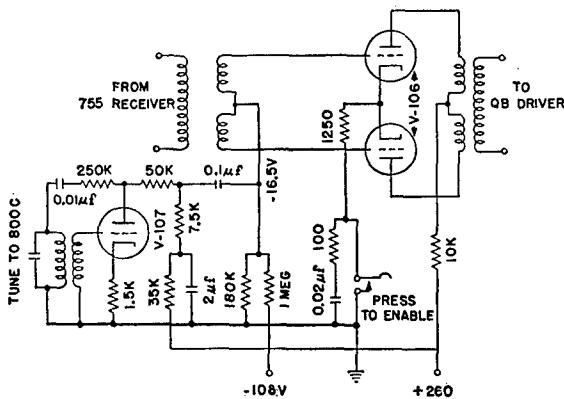 FROM
755 RECEIVER
TO
QB DRIVER
V-106
1250
-16.5V
250K
50K
0.1µf
0.01µf
V-107
7.5K
TUNE TO 800C
1.5K
35K
2µf
180K
1 MEG
100
0.02µf
PRESS
TO ENABLE
10K
-108V
+260